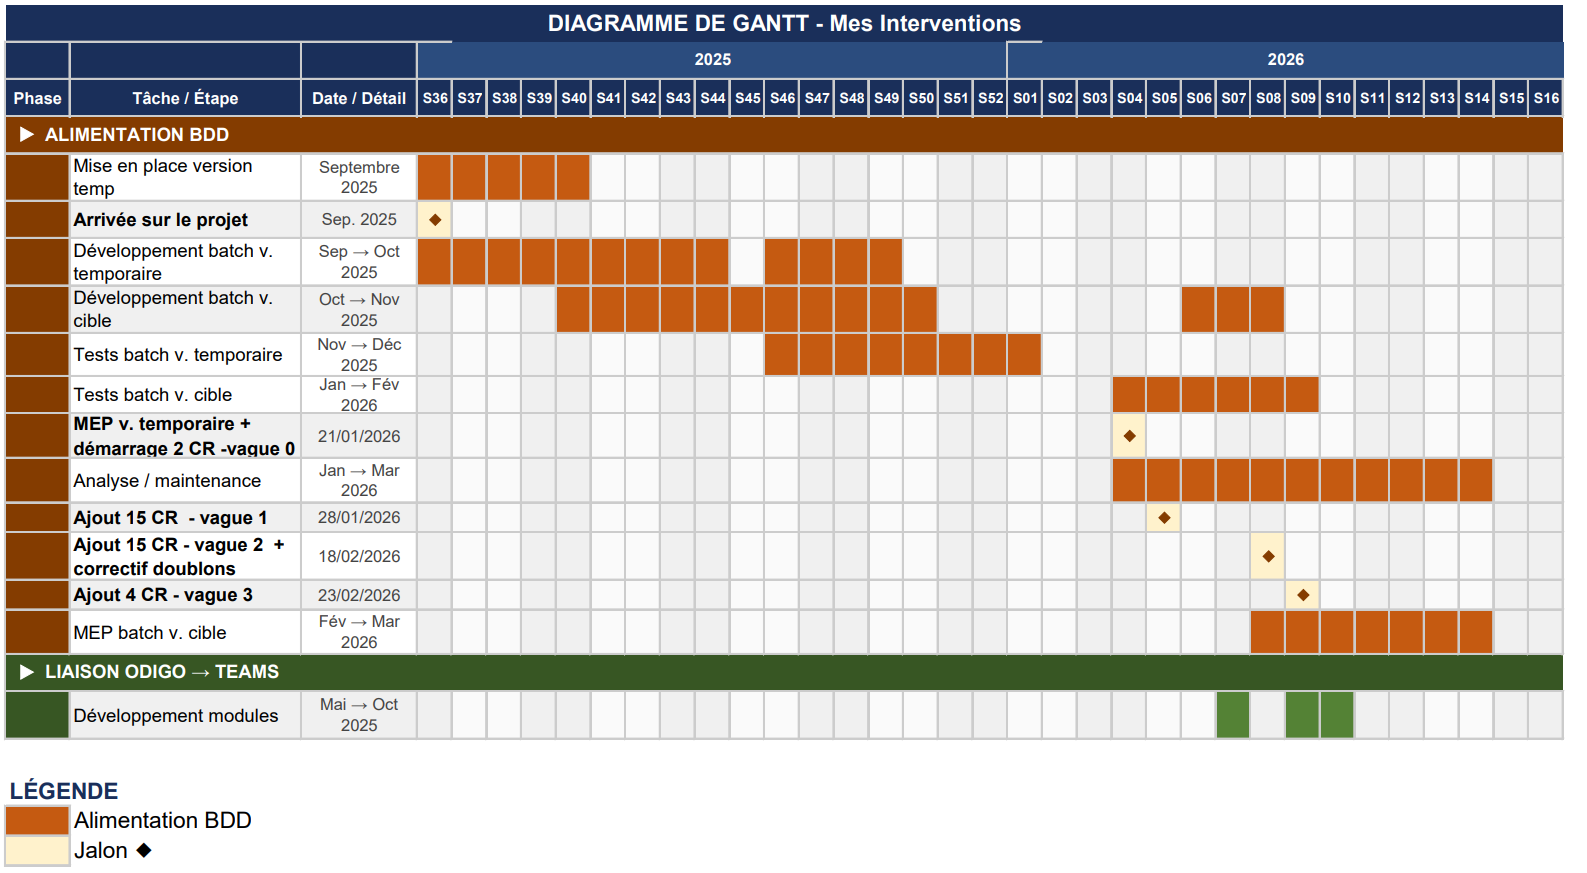 DIAGRAMME DE GANTT - Mes Interventions
2025 2026
Phase Tâche / Étape Date / Détail S36 S37 S38 S39 S40 S41 S42 S43 S44 S45 S46 S47 S48 S49 S50 S51 S52 S01 S02 S03 S04 S05 S06 S07 S08 S09 S10 S11 S12 S13 S14 S15 S16
▶ ALIMENTATION BDD
Mise en place version
temp
Septembre
2025
Arrivée sur le projet
Sep. 2025
◆
Développement batch v.
temporaire
Sep → Oct
2025
Développement batch v.
cible
Oct → Nov
2025
Tests batch v. temporaire
Nov → Déc
2025
Tests batch v. cible
Jan → Fév
2026
MEP v. temporaire +
démarrage 2 CR -vague 0
21/01/2026
◆
Analyse / maintenance
Jan → Mar
2026
Ajout 15 CR  - vague 1
28/01/2026
◆
Ajout 15 CR - vague 2  +
correctif doublons
18/02/2026
◆
Ajout 4 CR - vague 3
23/02/2026
◆
MEP batch v. cible
Fév → Mar
2026
▶ LIAISON ODIGO → TEAMS
Développement modules
Mai → Oct
2025
LÉGENDE
Alimentation BDD
Jalon ◆